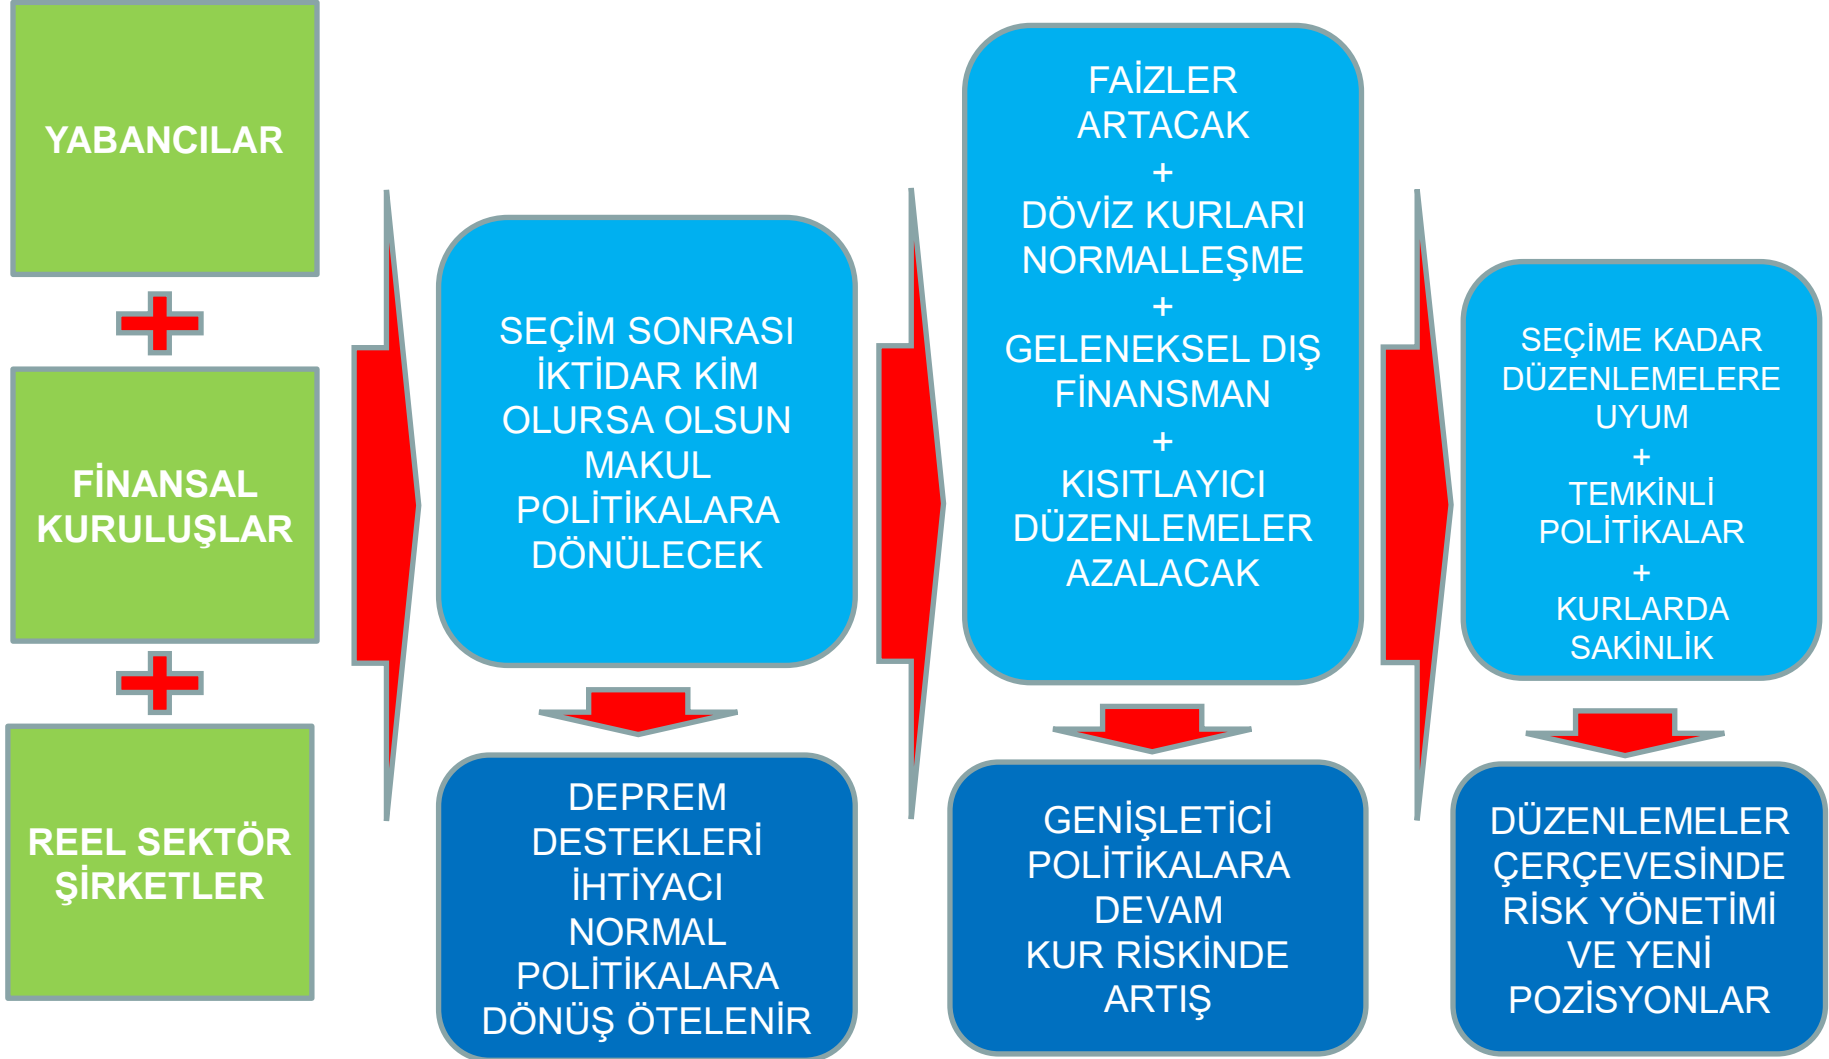 YABANCILAR
FİNANSAL
KURULUŞLAR
REEL SEKTÖR
ŞİRKETLER
SEÇİM SONRASI
İKTİDAR KİM
OLURSA OLSUN
MAKUL
POLİTİKALARA
DÖNÜLECEK
DEPREM
DESTEKLERİ
İHTİYACI
NORMAL
POLİTİKALARA
DÖNÜŞ ÖTELENİR
FAİZLER
ARTACAK
+
DÖVİZ KURLARI
NORMALLEŞME
+
GELENEKSEL DIŞ
FİNANSMAN
+
KISITLAYICI
DÜZENLEMELER
AZALACAK
GENİŞLETİCİ
POLİTİKALARA
DEVAM
KUR RİSKİNDE
ARTIŞ
SEÇİME KADAR
DÜZENLEMELERE
UYUM
+
TEMKİNLİ
POLİTİKALAR
+
KURLARDA
SAKİNLİK
DÜZENLEMELER
ÇERÇEVESİNDE
RİSK YÖNETİMİ
VE YENİ
POZİSYONLAR